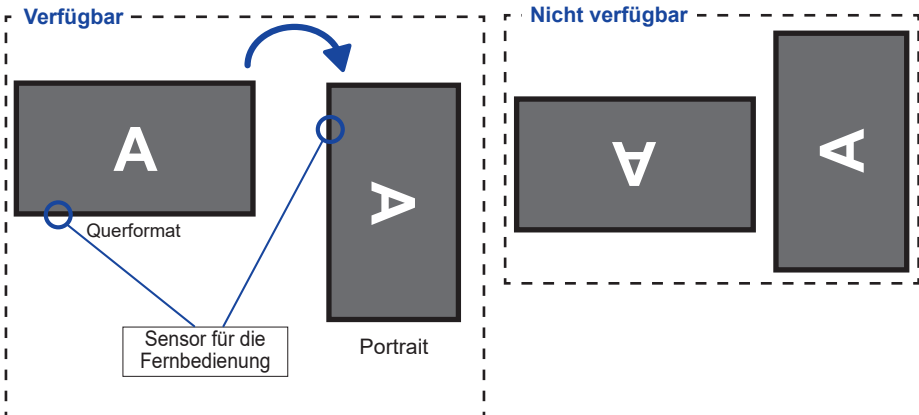 Verfügbar
Nicht verfügbar
A
A
A
A
Querformat
Sensor für die
Fernbedienung
Portrait